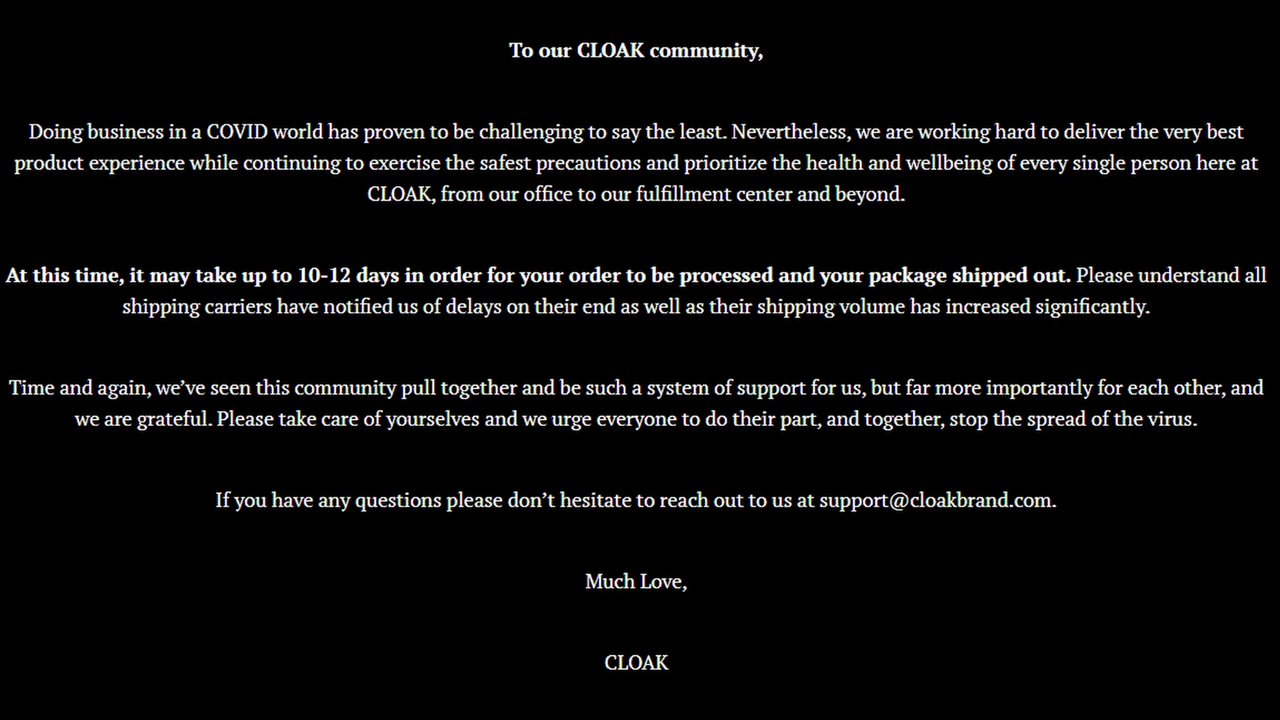 To our CLOAK community,
Doing business in a COVID world has proven to be challenging to say the least. Nevertheless, we are working hard to deliver the very best
product experience while continuing to exercise the safest precautions and prioritize the health and wellbeing of every single person here at
CLOAK, from our office to our fulfillment center and beyond.
At this time, it may take up to 10-12 days in order for your order to be processed and your package shipped out. Please understand all
shipping carriers have notified us of delays on their end as well as their shipping volume has increased significantly.
Time and again, we’ve seen this community pull together and be such a system of support for us, but far more importantly for each other, and
we are grateful. Please take care of yourselves and we urge everyone to do their part, and together, stop the spread of the virus.
If you have any questions please don’t hesitate to reach out to us at support@cloakbrand.com.
Much Love,
CLOAK